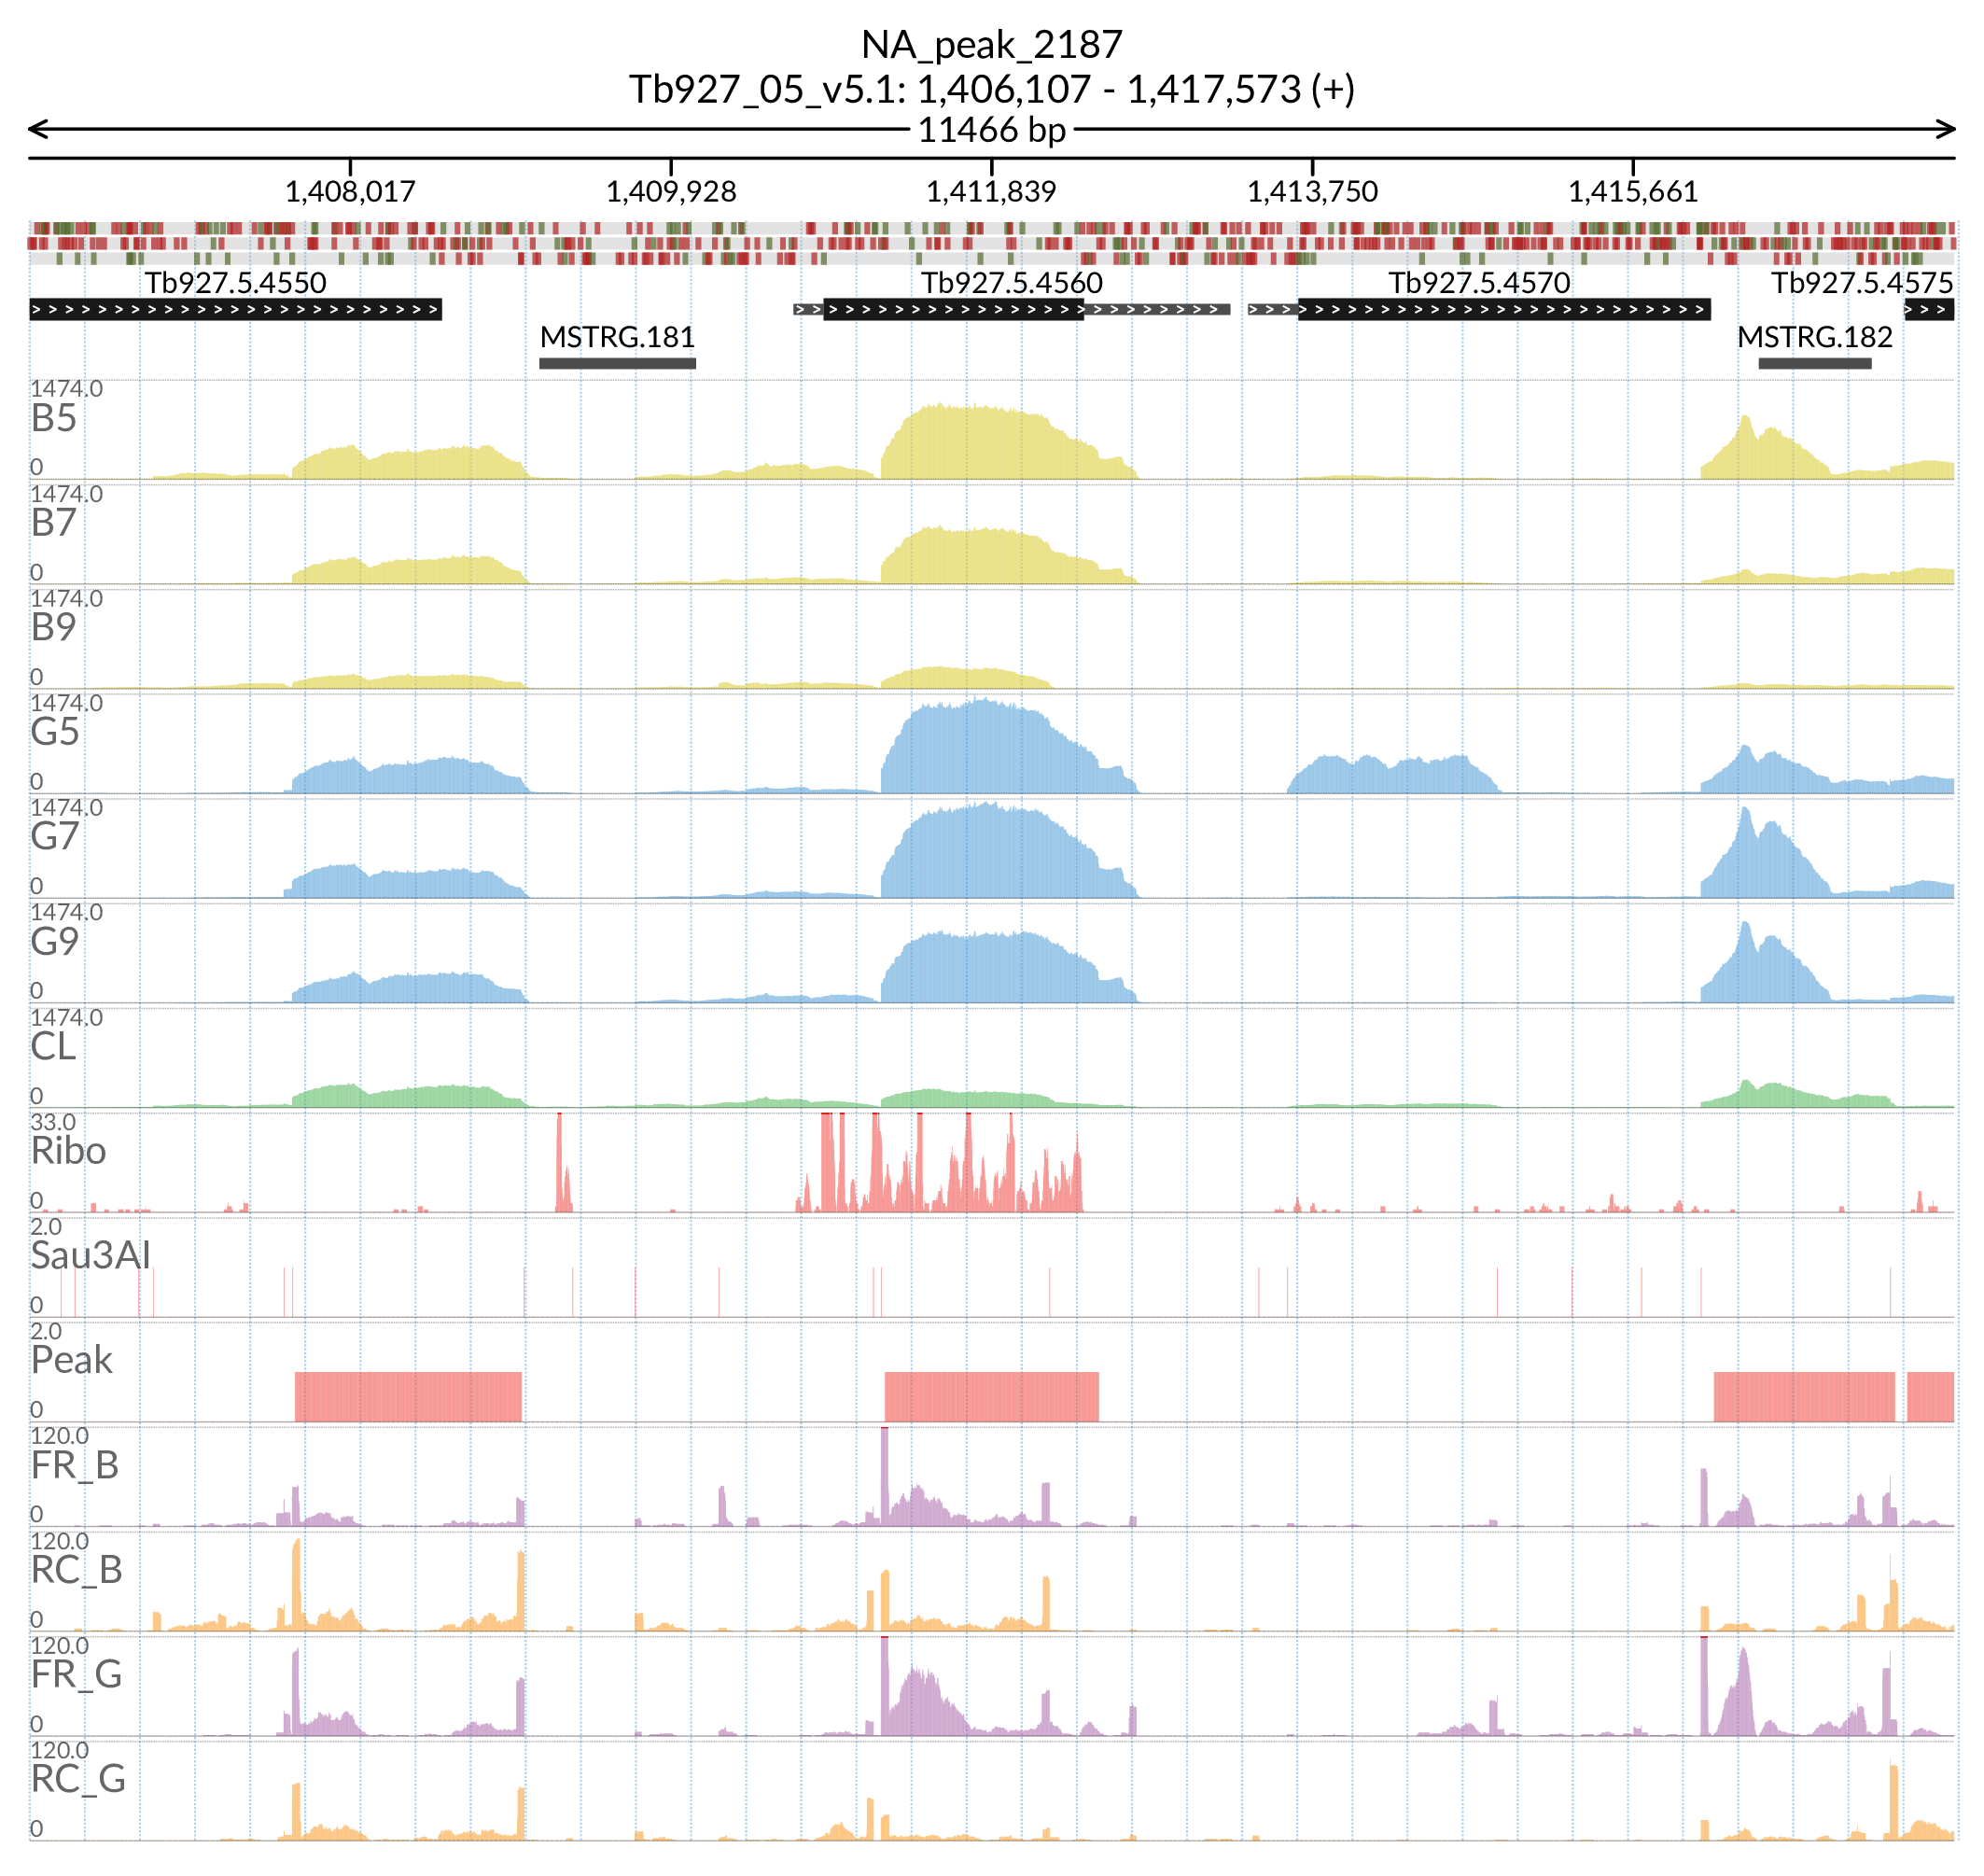 NA_peak_2187
Tb927_05_v5.1: 1,406,107 - 1,417,573 (+)
11466 bp
1,408,017 1,409,928 1,411,839 1,413,750 1,415,661
Tb927.5.4550 Tb927.5.4560 Tb927.5.4570 Tb927.5.4575
MSTRG.181 MSTRG.182
1474.0
B5
0
1474.0
B7
0
1474.0
B9
0
1474.0
G5
0
1474.0
G7
0
1474.0
G9
0
1474.0
CL
0
33.0
Ribo
0
2.0
Sau3AI
0
2.0
Peak
0
120.0
FR_B
0
120.0
RC_B
0
120.0
FR_G
0
120.0
RC_G
0